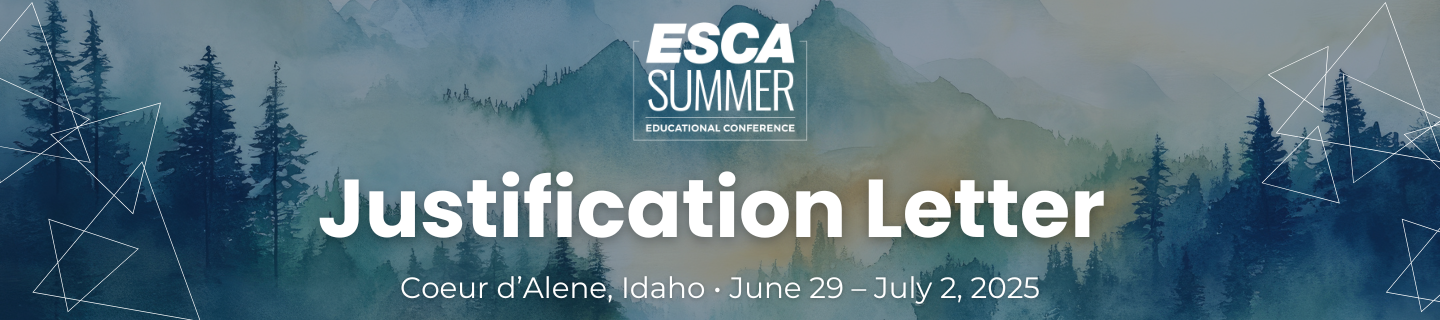 ESCA
SUMMER
EDUCATIONAL CONFERENCE
Justification Letter
Coeur d’Alene, Idaho • June 29 – July 2, 2025